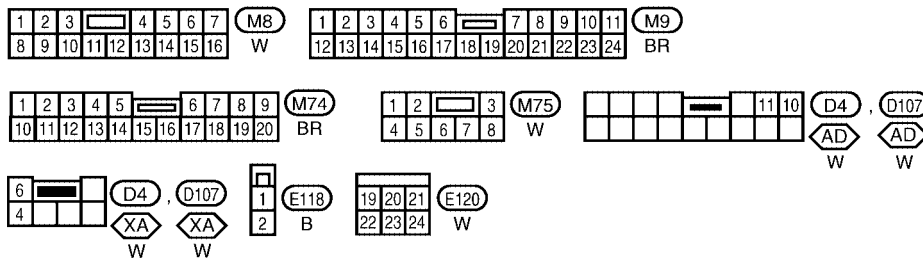 1 2 3 4 5 6 7 M8
8 9 10 11 12 13 14 15 16 W
1 2 3 4 5 6 7 8 9 10 11 M9
12 13 14 15 16 17 18 19 20 21 22 23 24 BR
1 2 3 4 5 6 7 8 9 M74
10 11 12 13 14 15 16 17 18 19 20 BR
1 2 3 M75
4 5 6 7 8 W
11 10 D4 , D107
AD AD
W W
6 D4 , D107
4 XA XA
W W
1 E118
2 B
19 20 21 E120
22 23 24 W